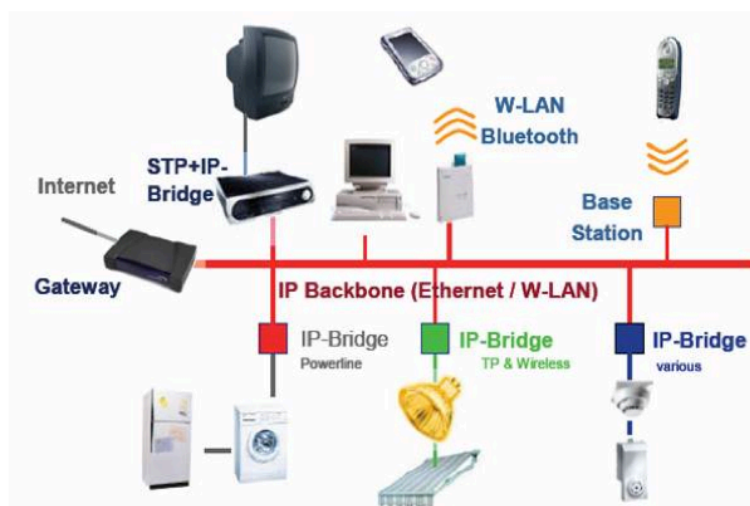 W-LAN
Bluetooth
STP+IP-
Bridge
Internet
Base
Station
Gateway
IP Backbone (Ethernet / W-LAN)
IP-Bridge
Powerline
IP-Bridge
TP & Wireless
IP-Bridge
various